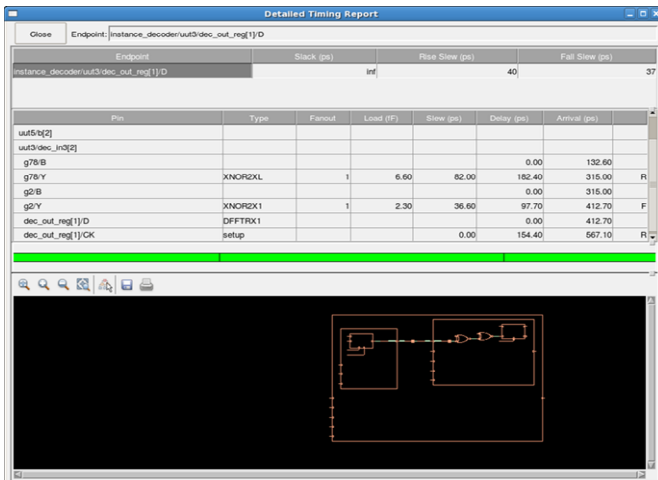 Detailed Timing Report
Close Endpoint: instance_decoder/uut3/dec_out_reg[1]/D
Endpoint Slack (ps) Rise Slew (ps) Fall Slew (ps)
instance_decoder/uut3/dec_out_reg[1]/D inf 40 37
Pin Type Fanout Load (fF) Slew (ps) Delay (ps) Arrival (ps)
uut5/b[2]
uut3/dec_in3[2]
g78/B 0.00 132.60
g78/Y XNOR2XL 1 6.60 82.00 182.40 315.00 R
g2/B 0.00 315.00
g2/Y XNOR2X1 1 2.30 36.60 97.70 412.70 F
dec_out_reg[1]/D DFFTRX1 0.00 412.70
dec_out_reg[1]/CK setup 0.00 154.40 567.10 R